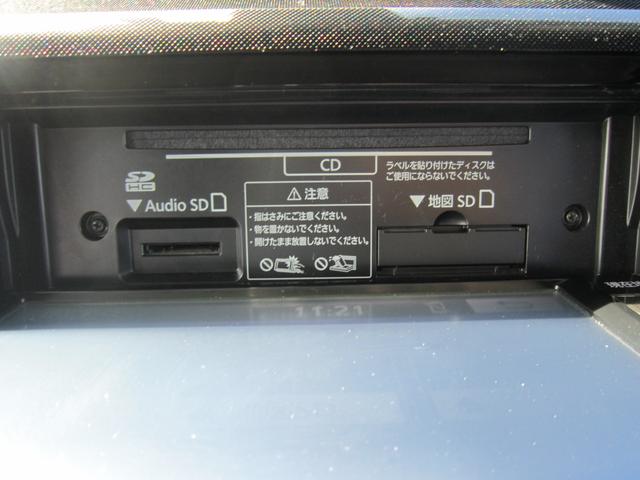 CD
ラベルを貼り付けたディスクは
ご使用にならないでください。
SD
HC
▼Audio SD
⚠注意
・指はさみにご注意ください。
・物を置かないでください。
・開けたまま放置しないでください。
▼地図 SD
11:21